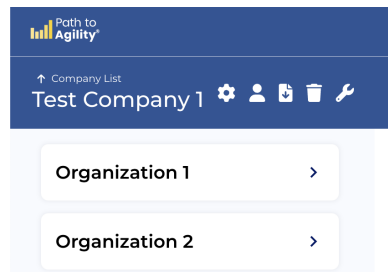 Path to
Agility®
↑ Company List
Test Company 1
Organization 1
Organization 2